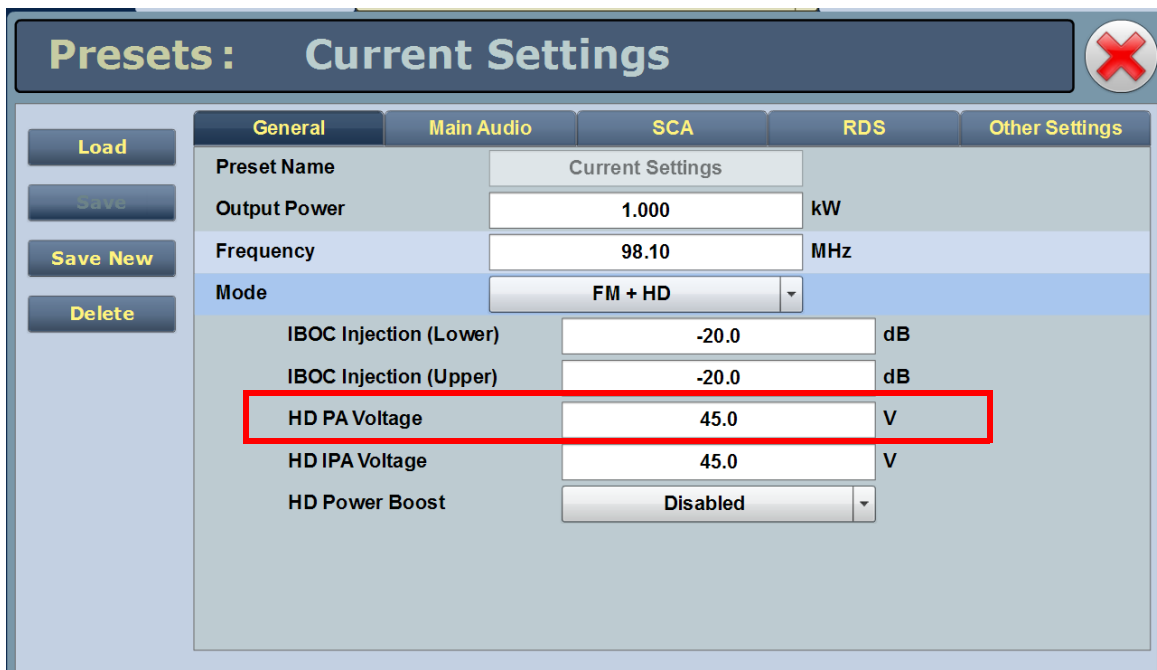 Presets: Current Settings
Load
Save
Save New
Delete
General Main Audio SCA RDS Other Settings
Preset Name Current Settings
Output Power 1.000 kW
Frequency 98.10 MHz
Mode FM + HD
IBOC Injection (Lower) -20.0 dB
IBOC Injection (Upper) -20.0 dB
HD PA Voltage 45.0 V
HD IPA Voltage 45.0 V
HD Power Boost Disabled